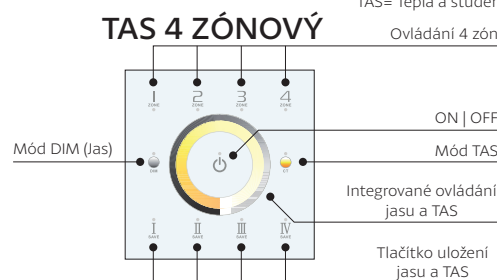 TAS= Teplá a studen
TAS 4 ZÓNOVÝ
Ovládání 4 zón
1 2 3 4
ZONE ZONE ZONE ZONE
ON | OFF
Mód DIM (Jas)
Mód TAS
DIM
CT
Integrované ovládání
jasu a TAS
I II III IV
SAVE SAVE SAVE SAVE
Tlačítko uložení
jasu a TAS